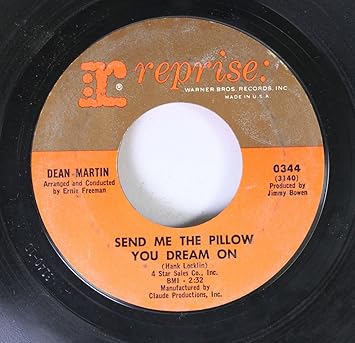 r® reprise:
WARNER BROS. RECORDS, INC.
MADE IN U.S.A.
DEAN MARTIN
Arranged and Conducted
by Ernie Freeman
0344
(3140)
Produced by
Jimmy Bowen
SEND ME THE PILLOW
YOU DREAM ON
(Hank Locklin)
4 Star Sales Co., Inc.
BMI - 2:32
Manufactured by
Claude Productions, Inc.